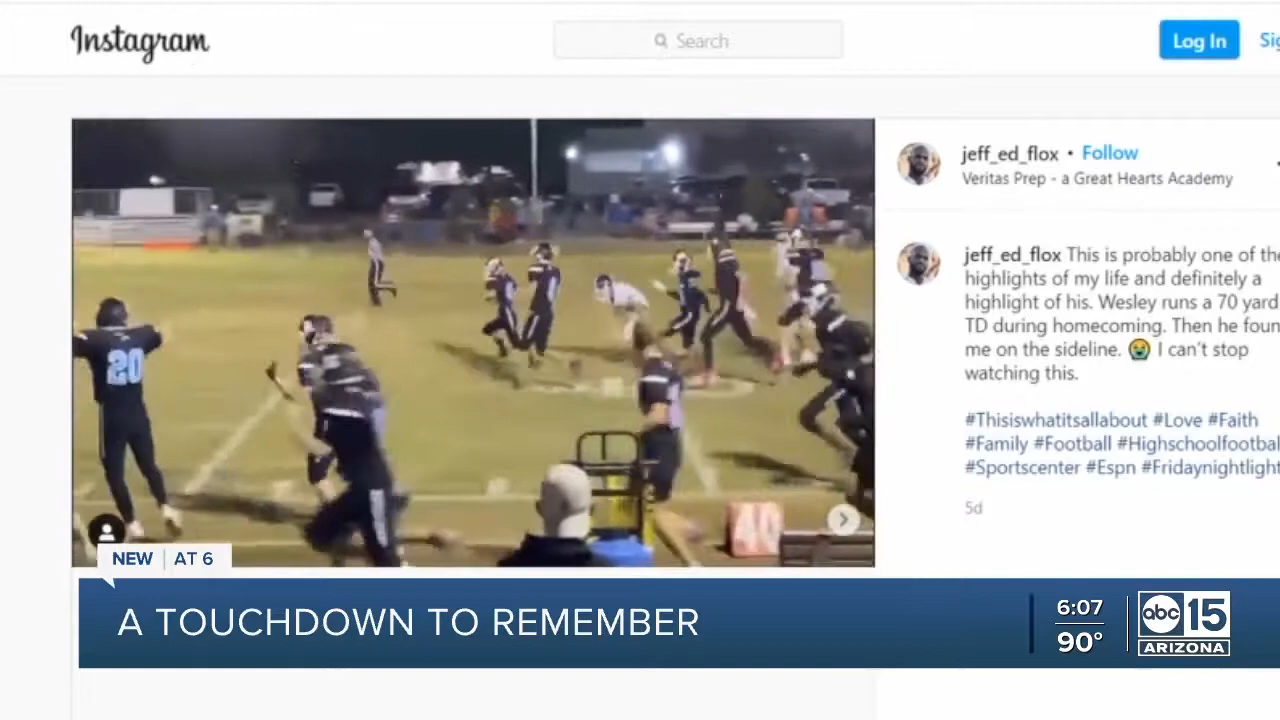 Instagram
Search
Log In
jeff_ed_flox • Follow
Veritas Prep - a Great Hearts Academy
jeff_ed_flox This is probably one of the
highlights of my life and definitely a
highlight of his. Wesley runs a 70 yard
TD during homecoming. Then he foun
me on the sideline. 😭 I can't stop
watching this.
#Thisiswhatitsallabout #Love #Faith
#Family #Football #Highschoolfootbal
#Sportscenter #Espn #Fridaynightlight
5d
20
40
NEW AT 6
A TOUCHDOWN TO REMEMBER
6:07
90°
abc 15
ARIZONA